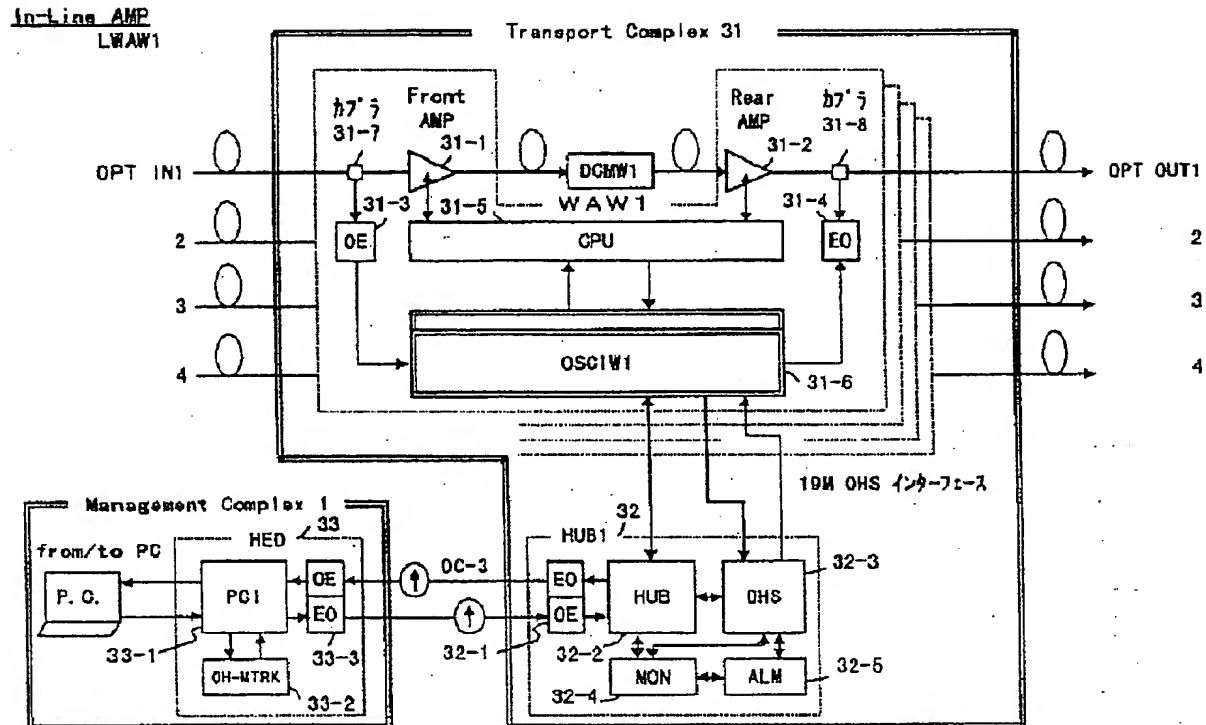 In-Line AMP
LWAW1
Transport Complex 31
カプラ
31-7
Front
AMP
31-1
Rear
AMP
31-2
カプラ
31-8
OPT IN1
DCMW1
OPT OUT1
31-3
31-5
WAW1
31-4
OE
CPU
EO
2
2
3
3
OSCIW1
4
31-6
4
19M OHS インターフェース
Management Complex 1
33
32
from/to PC
HED
HUB1
32-3
P.C.
PCI
OE
EO
OC-3
EO
OE
HUB
OHS
33-1
33-3
32-1
32-2
32-5
OH-MTRK
MON
ALM
33-2
32-4